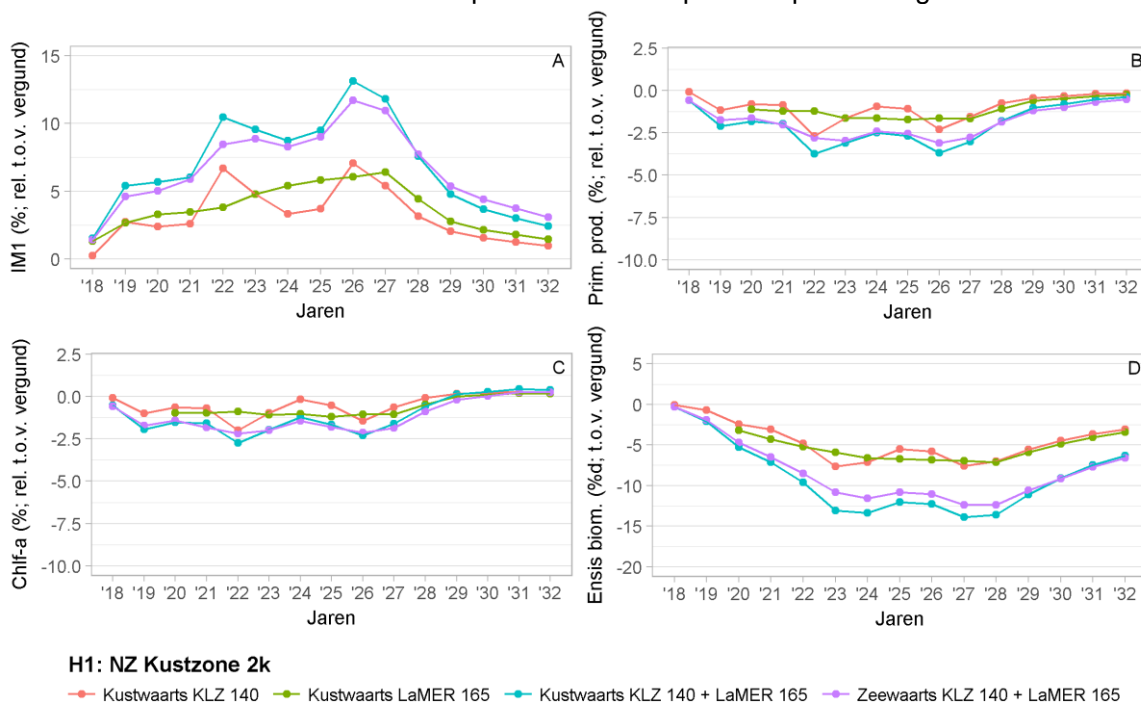 A
IM1 (%; rel. t.o.v. vergund)
15
10
5
0
'18 '19 '20 '21 '22 '23 '24 '25 '26 '27 '28 '29 '30 '31 '32
Jaren
B
Prim. prod. (%; rel. t.o.v. vergund)
2.5
0.0
-2.5
-5.0
-7.5
-10.0
'18 '19 '20 '21 '22 '23 '24 '25 '26 '27 '28 '29 '30 '31 '32
Jaren
C
Chlf-a (%; rel. t.o.v. vergund)
2.5
0.0
-2.5
-5.0
-7.5
-10.0
'18 '19 '20 '21 '22 '23 '24 '25 '26 '27 '28 '29 '30 '31 '32
Jaren
D
Ensis biom. (%d; t.o.v. vergund)
5
0
-5
-10
-15
-20
'18 '19 '20 '21 '22 '23 '24 '25 '26 '27 '28 '29 '30 '31 '32
Jaren
H1: NZ Kustzone 2k
Kustwaarts KLZ 140 Kustwaarts LaMER 165 Kustwaarts KLZ 140 + LaMER 165 Zeewaarts KLZ 140 + LaMER 165